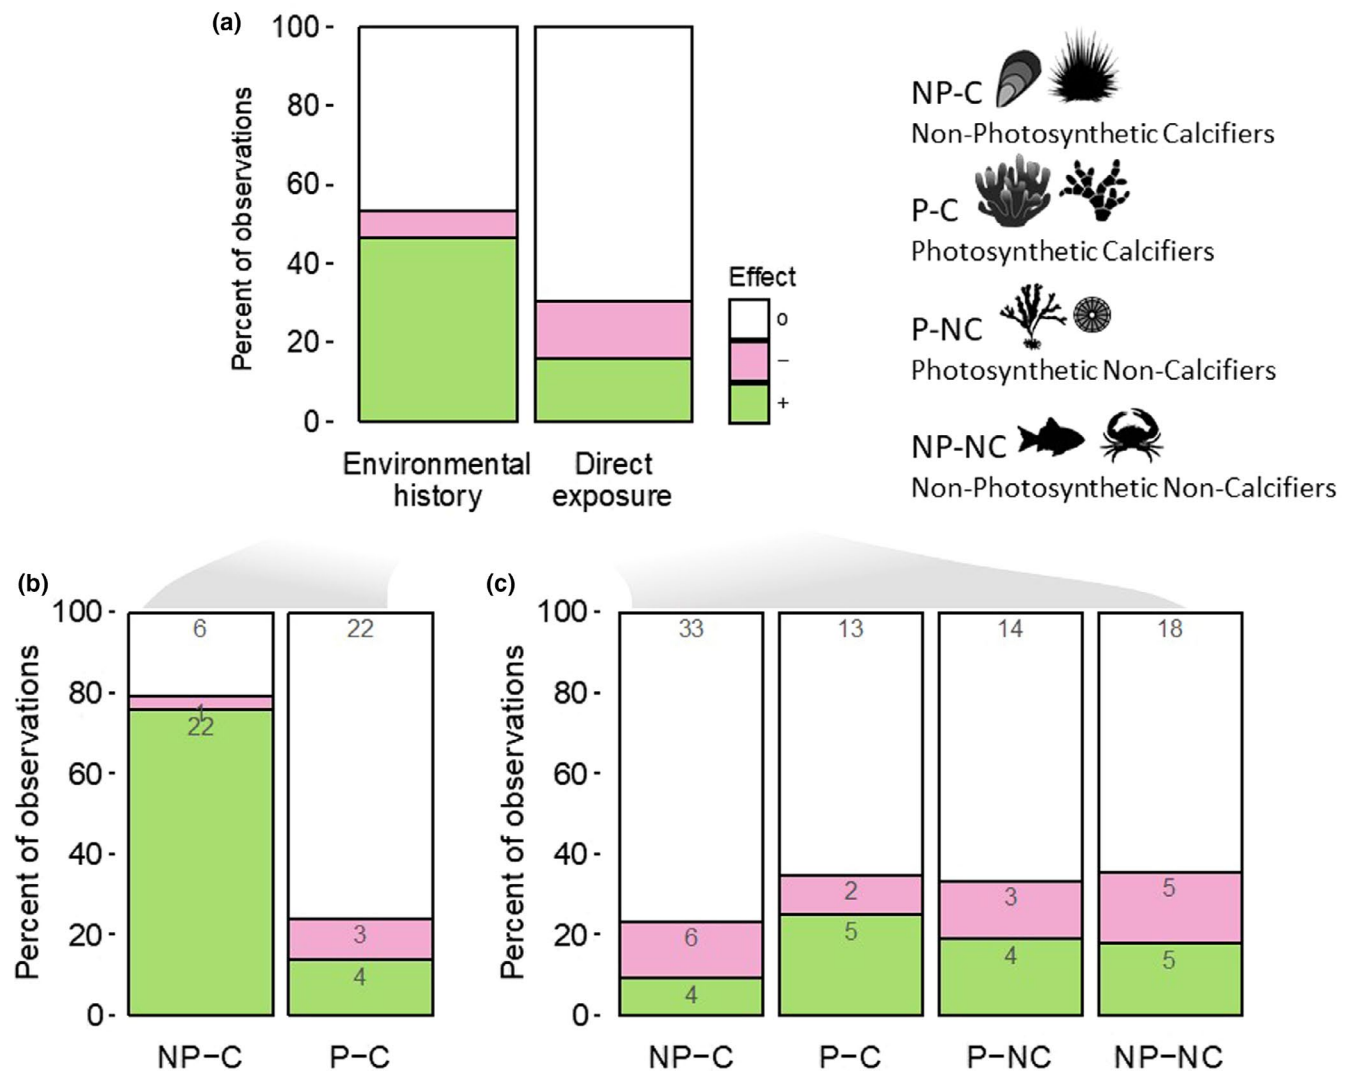 (a)
Percent of observations
100
80
60
40
20
0
Environmental
history
Direct
exposure
Effect
o
−
+
NP-C
Non-Photosynthetic Calcifiers
P-C
Photosynthetic Calcifiers
P-NC
Photosynthetic Non-Calcifiers
NP-NC
Non-Photosynthetic Non-Calcifiers
(b)
Percent of observations
100
80
60
40
20
0
6
1
22
22
3
4
NP−C
P−C
(c)
Percent of observations
100
80
60
40
20
0
33
6
4
13
2
5
14
3
4
18
5
5
NP−C
P−C
P−NC
NP−NC